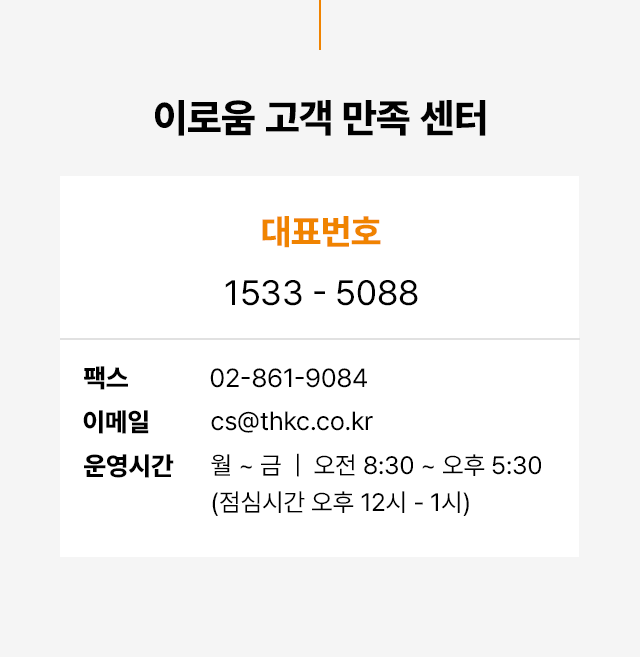 이로움 고객 만족 센터
대표번호
1533 - 5088
팩스 02-861-9084
이메일 cs@thkc.co.kr
운영시간 월 ~ 금 | 오전 8:30 ~ 오후 5:30
(점심시간 오후 12시 - 1시)